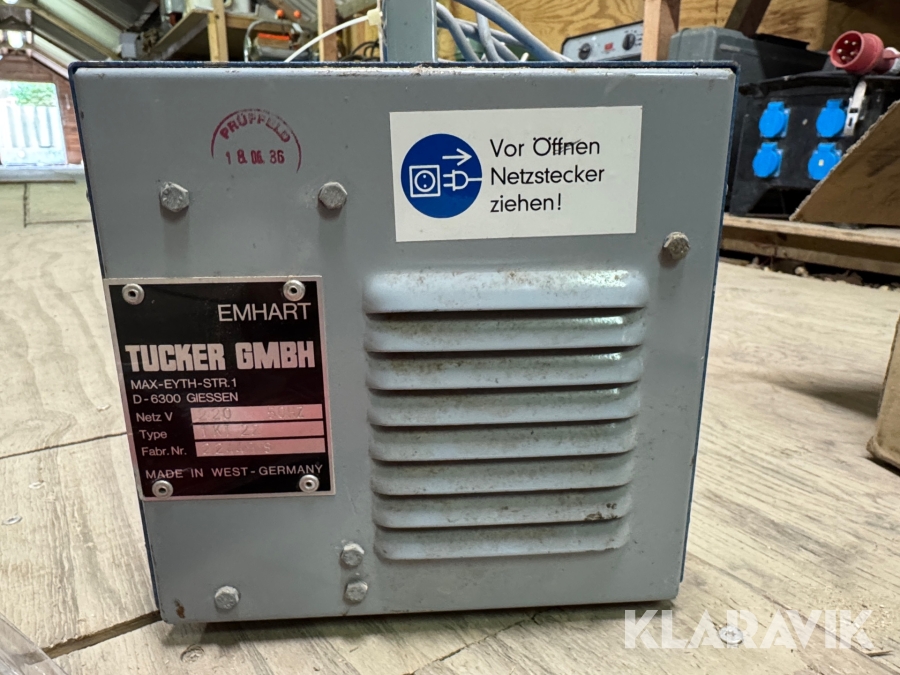 PRÜFFELD
18.06.86
Vor Öffnen
Netzstecker
ziehen!
EMHART
TUCKER GMBH
MAX-EYTH-STR.1
D-6300 GIESSEN
Netz V 220
Type
Fabr.Nr.
MADE IN WEST-GERMANY
KLARAVIK